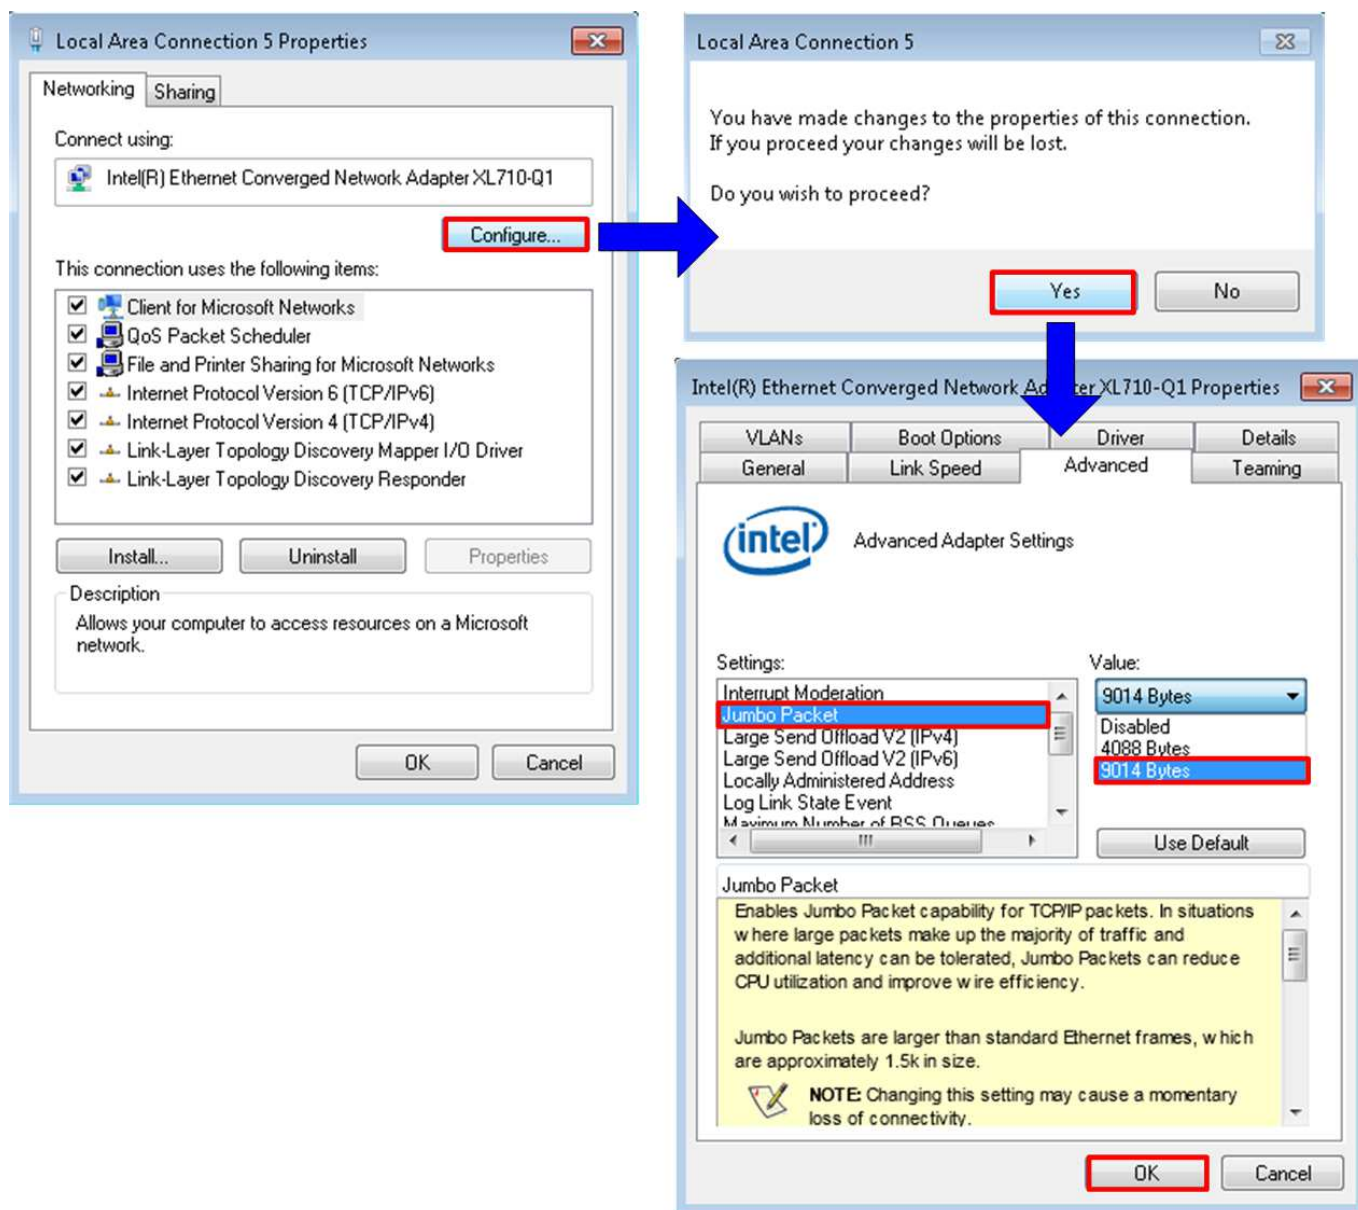 Local Area Connection 5 Properties
Networking
Sharing
Connect using:
Intel(R) Ethernet Converged Network Adapter XL710-Q1
Configure...
This connection uses the following items:
Client for Microsoft Networks
QoS Packet Scheduler
File and Printer Sharing for Microsoft Networks
Internet Protocol Version 6 (TCP/IPv6)
Internet Protocol Version 4 (TCP/IPv4)
Link-Layer Topology Discovery Mapper I/O Driver
Link-Layer Topology Discovery Responder
Install...
Uninstall
Properties
Description
Allows your computer to access resources on a Microsoft
network.
OK
Cancel
Local Area Connection 5
You have made changes to the properties of this connection.
If you proceed your changes will be lost.
Do you wish to proceed?
Yes
No
Intel(R) Ethernet Converged Network XL710-Q1 Properties
VLANs
Boot Options
Driver
Details
General
Link Speed
Advanced
Teaming
intel
Advanced Adapter Settings
Settings:
Interrupt Moderation
Jumbo Packet
Large Send Offload V2 (IPv4)
Large Send Offload V2 (IPv6)
Locally Administered Address
Log Link State Event
Maximum Number of RSS Queues
Value:
9014 Bytes
Disabled
4088 Bytes
9014 Bytes
Use Default
Jumbo Packet
Enables Jumbo Packet capability for TCP/IP packets. In situations
where large packets make up the majority of traffic and
additional latency can be tolerated, Jumbo Packets can reduce
CPU utilization and improve wire efficiency.
Jumbo Packets are larger than standard Ethernet frames, which
are approximately 1.5k in size.
NOTE: Changing this setting may cause a momentary
loss of connectivity.
OK
Cancel